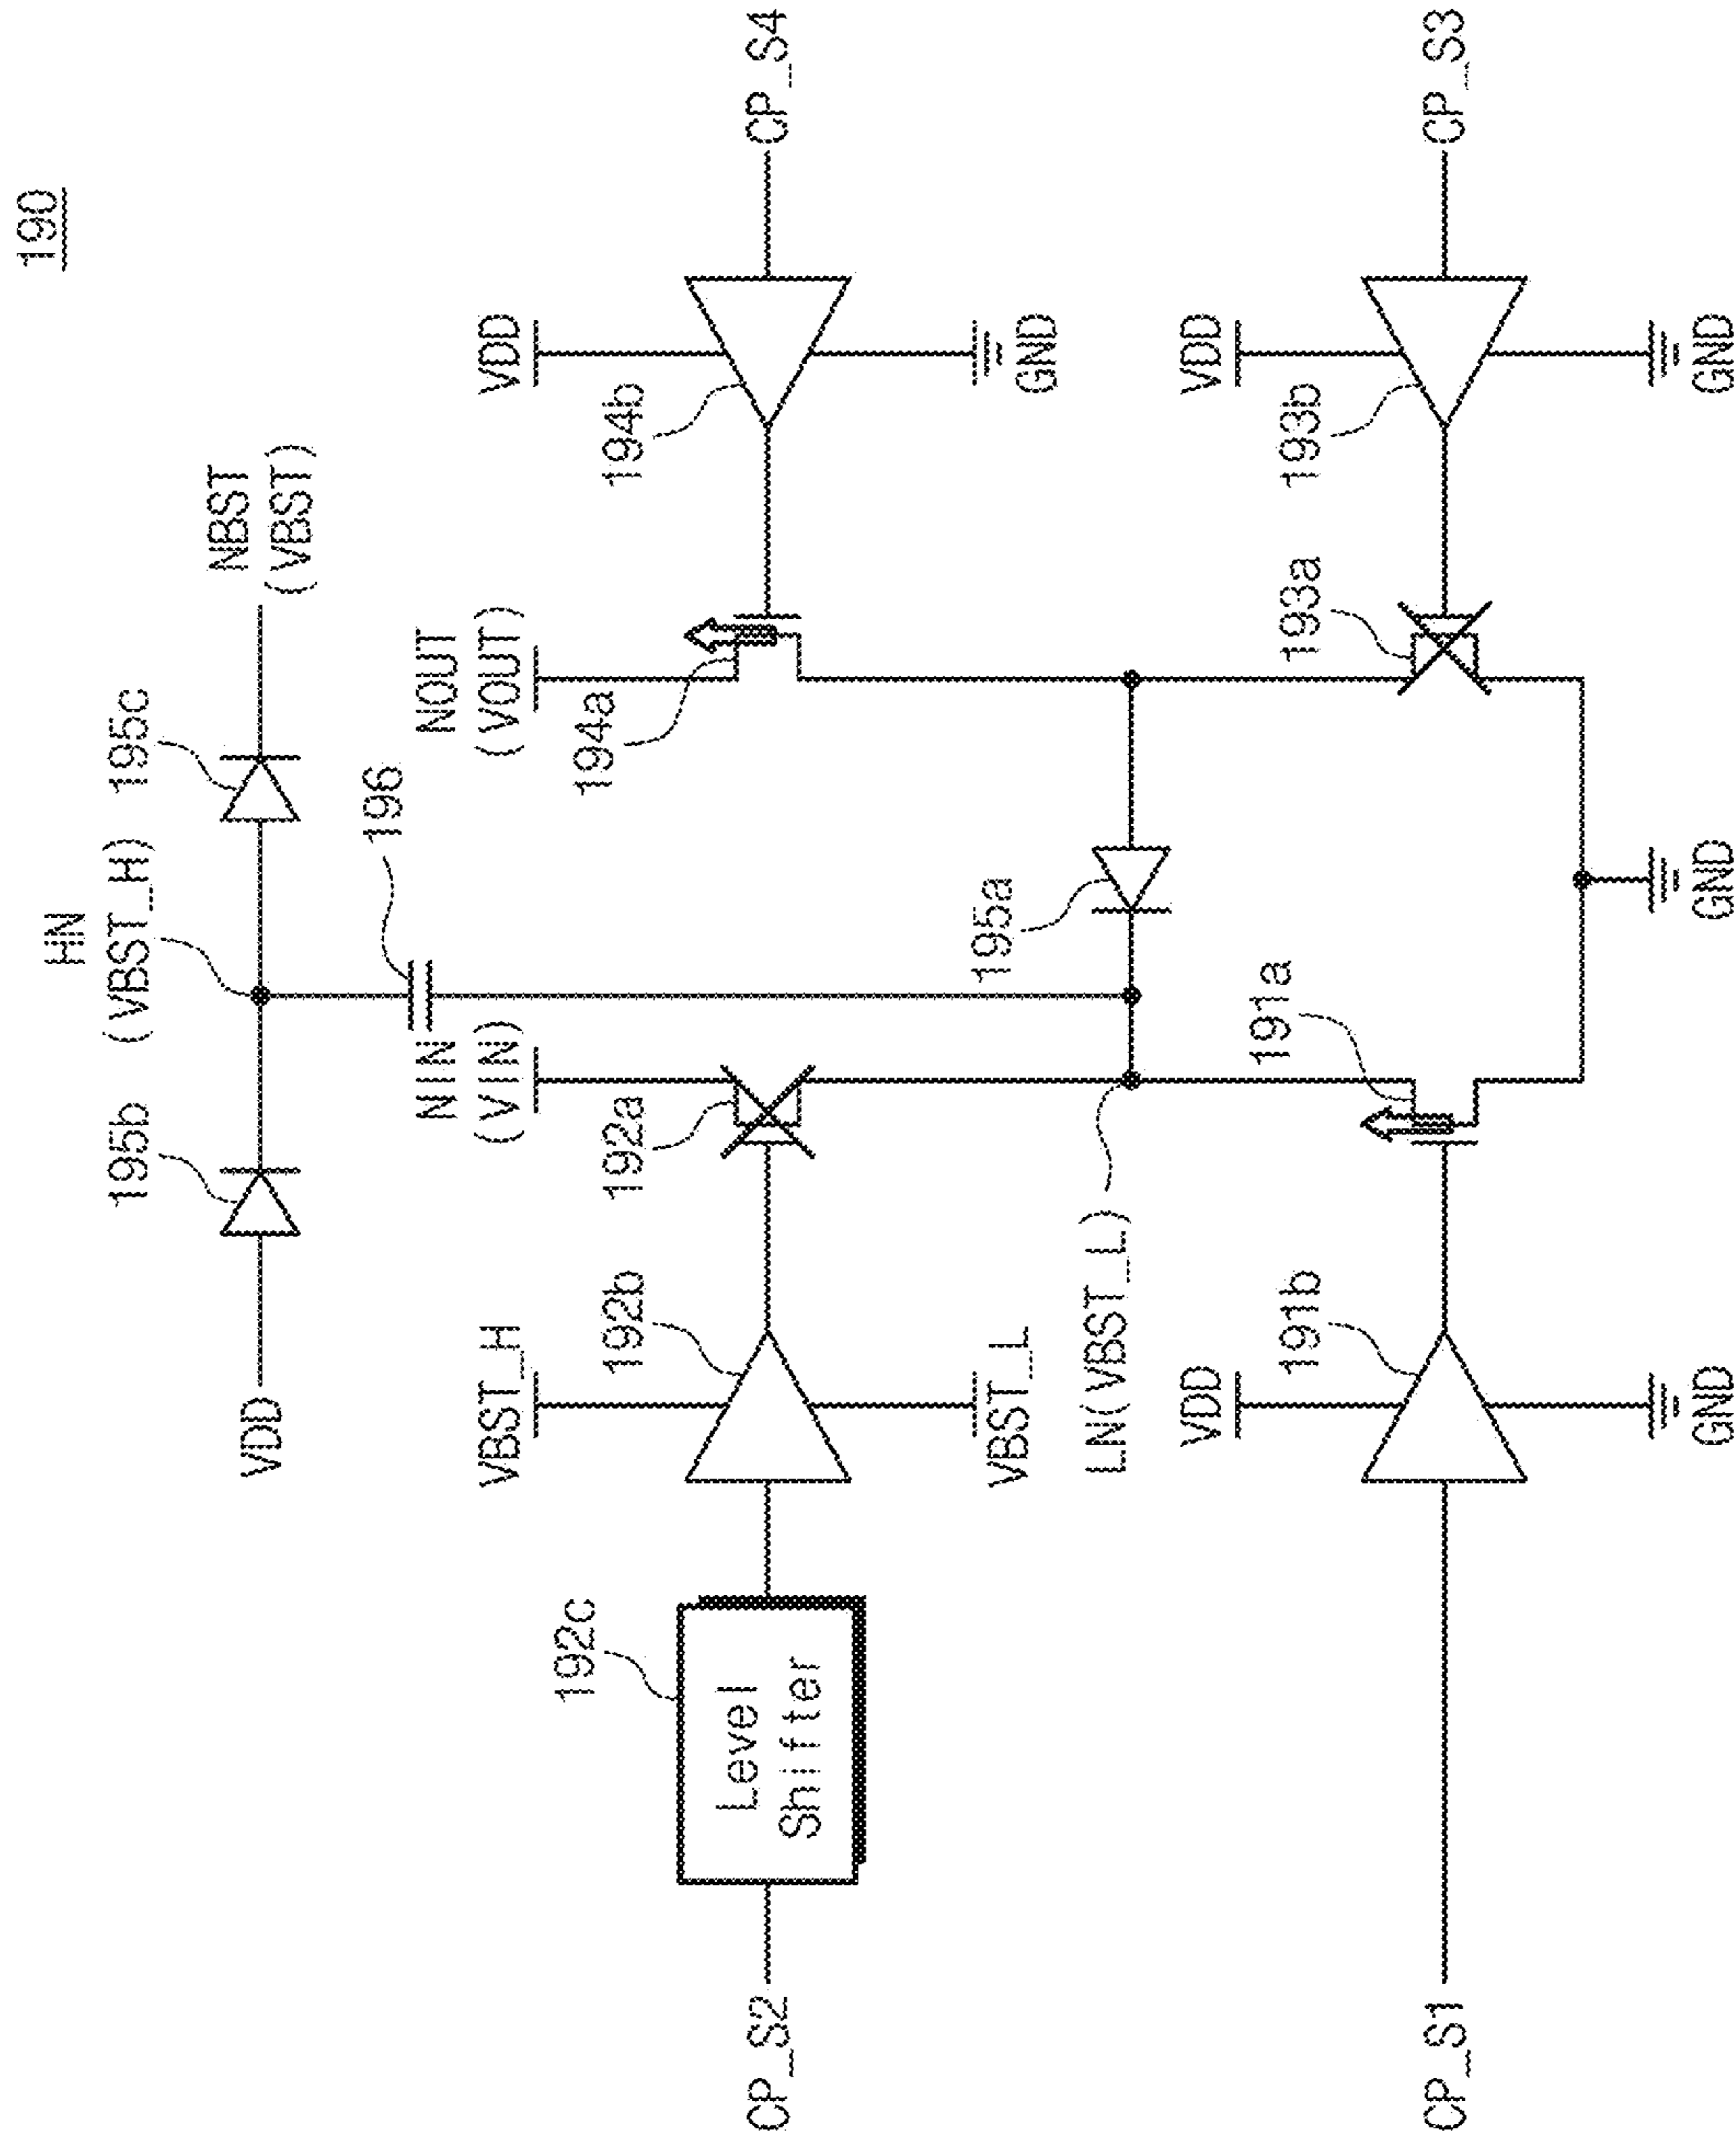 190
HN
(VBST_H)
195b
195c
NBST
(VBST)
VDD
196
NIN
(VIN)
NOUT
(VOUT)
VBST_H
VDD
192c
192b
192a
194a
194b
CP_S2
Level
Shifter
CP_S4
VBST_L
GND
195a
LN(VBST_L)
VDD
191b
191a
193a
VDD
193b
CP_S1
CP_S3
GND
GND
GND